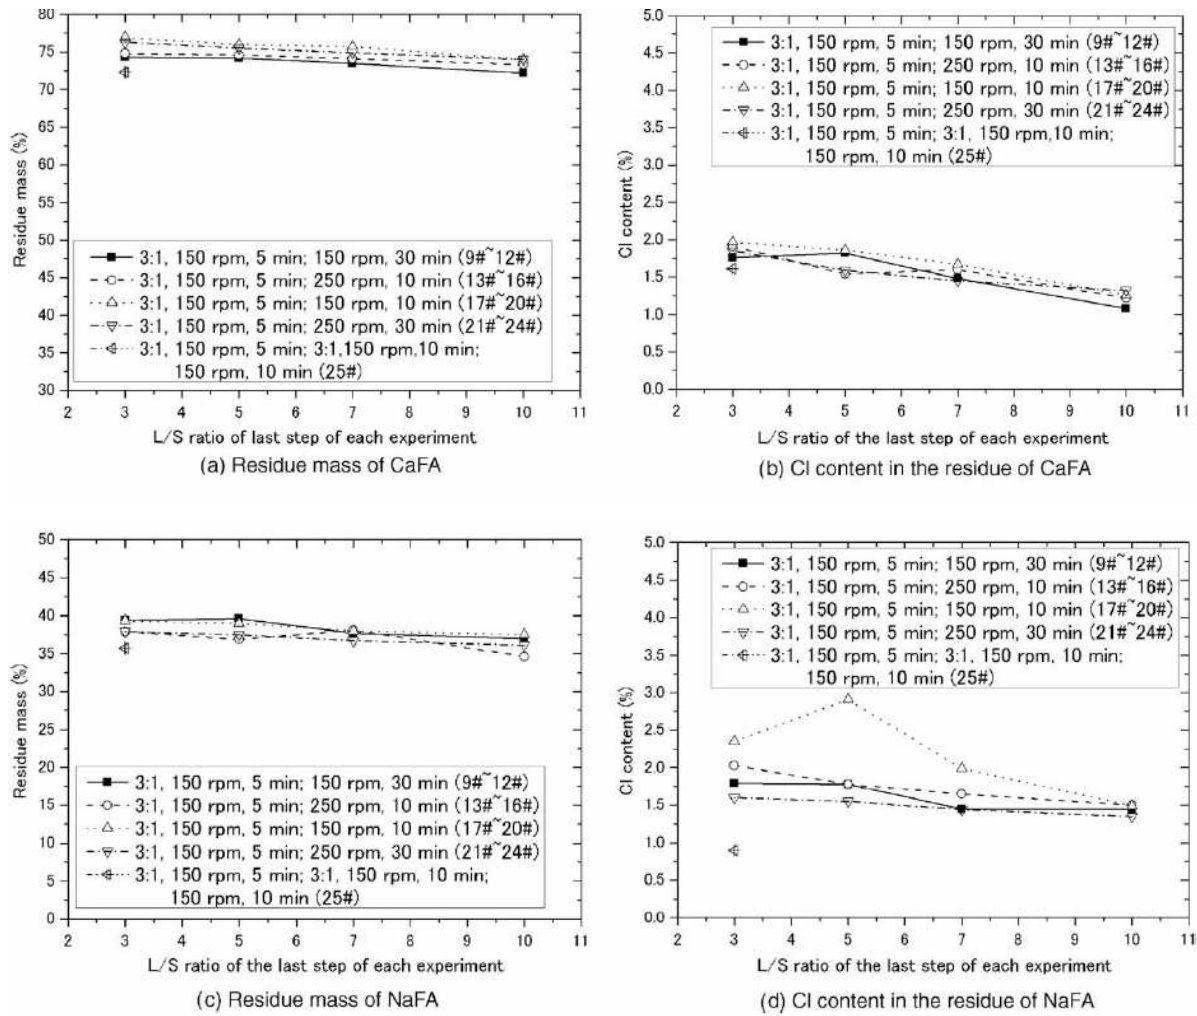 80
75
70
65
60
55
50
45
40
35
30
Residue mass (%)
3:1, 150 rpm, 5 min; 150 rpm, 30 min (9#~12#)
3:1, 150 rpm, 5 min; 250 rpm, 10 min (13#~16#)
3:1, 150 rpm, 5 min; 150 rpm, 10 min (17#~20#)
3:1, 150 rpm, 5 min; 250 rpm, 30 min (21#~24#)
3:1, 150 rpm, 5 min; 3:1,150 rpm,10 min;
150 rpm, 10 min (25#)
2 3 4 5 6 7 8 9 10 11
L/S ratio of last step of each experiment
(a) Residue mass of CaFA
5.0
4.5
4.0
3.5
3.0
2.5
2.0
1.5
1.0
0.5
0.0
Cl content (%)
3:1, 150 rpm, 5 min; 150 rpm, 30 min (9#~12#)
3:1, 150 rpm, 5 min; 250 rpm, 10 min (13#~16#)
3:1, 150 rpm, 5 min; 150 rpm, 10 min (17#~20#)
3:1, 150 rpm, 5 min; 250 rpm, 30 min (21#~24#)
3:1, 150 rpm, 5 min; 3:1, 150 rpm,10 min;
150 rpm, 10 min (25#)
2 3 4 5 6 7 8 9 10 11
L/S ratio of the last step of each experiment
(b) Cl content in the residue of CaFA
50
45
40
35
30
25
20
15
10
5
0
Residue mass (%)
3:1, 150 rpm, 5 min; 150 rpm, 30 min (9#~12#)
3:1, 150 rpm, 5 min; 250 rpm, 10 min (13#~16#)
3:1, 150 rpm, 5 min; 150 rpm, 10 min (17#~20#)
3:1, 150 rpm, 5 min; 250 rpm, 30 min (21#~24#)
3:1, 150 rpm, 5 min; 3:1, 150 rpm, 10 min;
150 rpm, 10 min (25#)
2 3 4 5 6 7 8 9 10 11
L/S ratio of the last step of each experiment
(c) Residue mass of NaFA
5.0
4.5
4.0
3.5
3.0
2.5
2.0
1.5
1.0
0.5
0.0
Cl content (%)
3:1, 150 rpm, 5 min; 150 rpm, 30 min (9#~12#)
3:1, 150 rpm, 5 min; 250 rpm, 10 min (13#~16#)
3:1, 150 rpm, 5 min; 150 rpm, 10 min (17#~20#)
3:1, 150 rpm, 5 min; 250 rpm, 30 min (21#~24#)
3:1, 150 rpm, 5 min; 3:1, 150 rpm, 10 min;
150 rpm, 10 min (25#)
2 3 4 5 6 7 8 9 10 11
L/S ratio of the last step of each experiment
(d) Cl content in the residue of NaFA